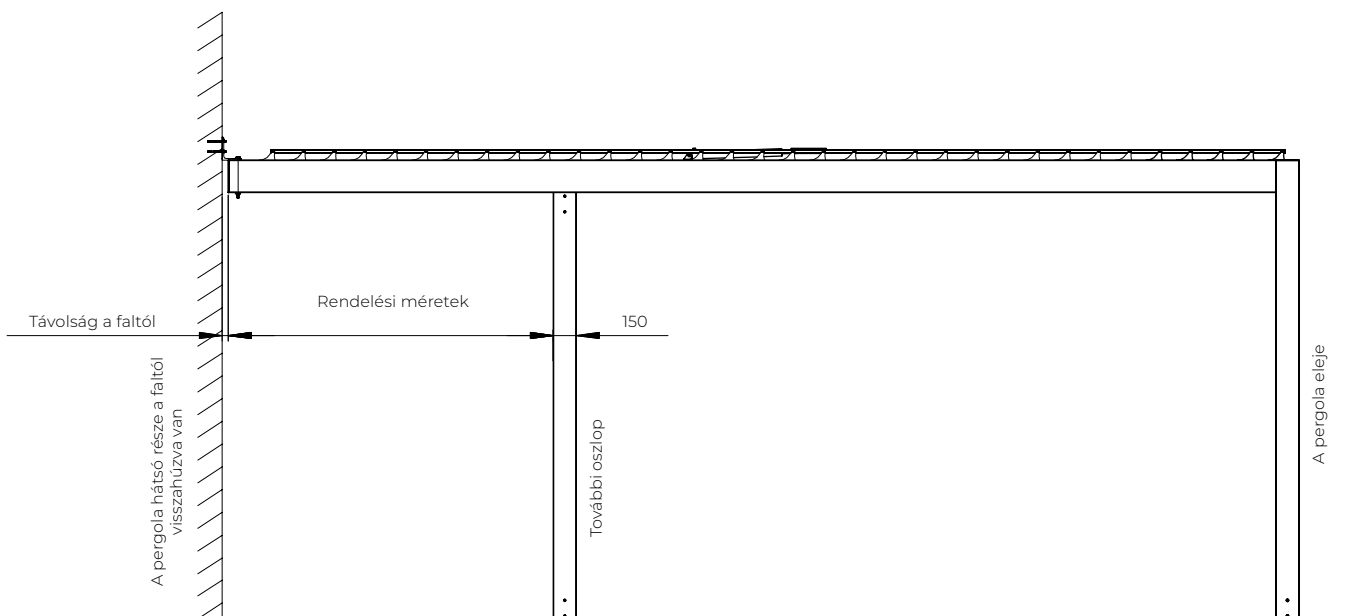 Rendelési méretek
Távolság a faltól
150
A pergola hátsó része a faltól
visszahúzva van
További oszlop
A pergola eleje